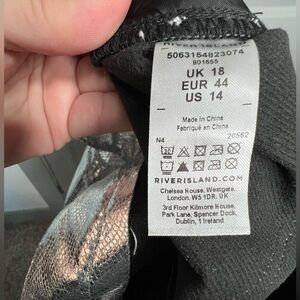 RIVER ISLAND
5063154823074
901655
UK 18
EUR 44
US 14
Made in China
Fabriqué en China
N4 20562
RIVERISLAND.COM
Chelsea House, Westgate,
London. W5 1DR. UK
3rd Floor Kilmore House,
Park Lane, Spencer Dock,
Dublin, 1 Ireland